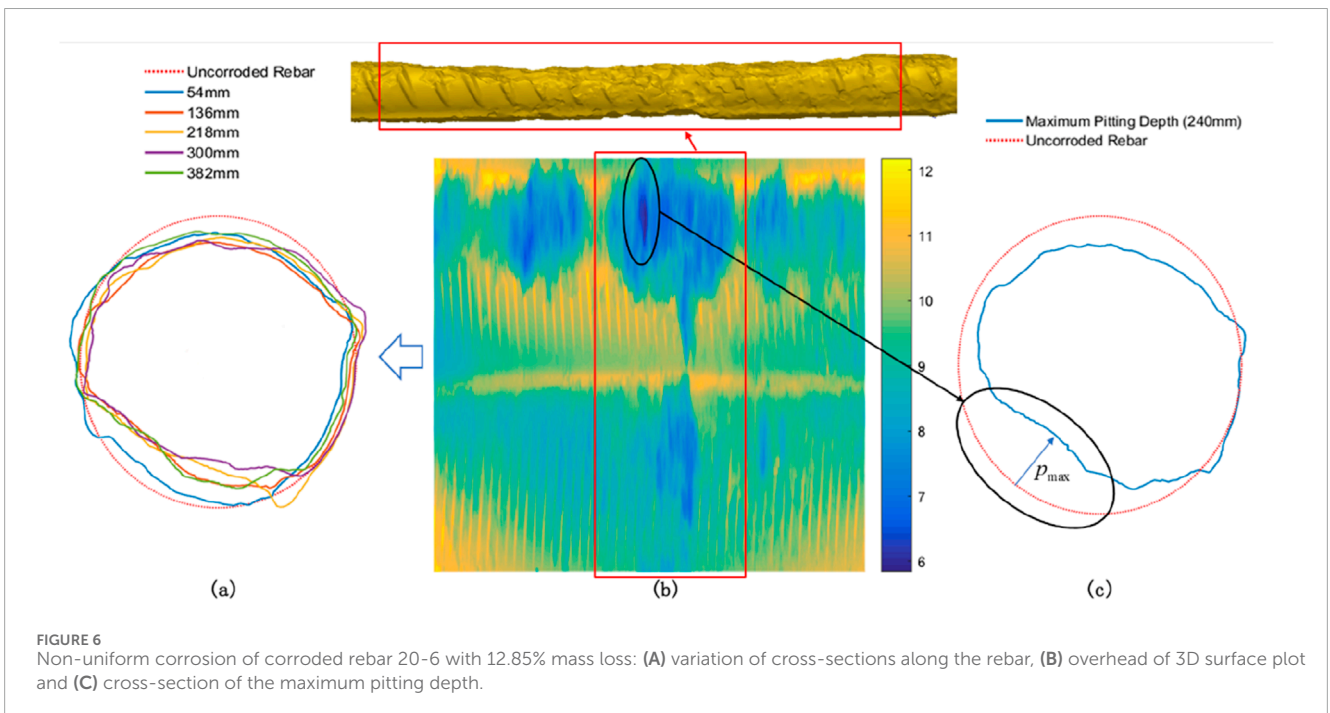 Uncorroded Rebar
54mm
136mm
218mm
300mm
382mm
Maximum Pitting Depth (240mm)
Uncorroded Rebar
12
11
10
9
8
7
6
pmax
(a)
(b)
(c)
FIGURE 6
Non-uniform corrosion of corroded rebar 20-6 with 12.85% mass loss: (A) variation of cross-sections along the rebar, (B) overhead of 3D surface plot
and (C) cross-section of the maximum pitting depth.